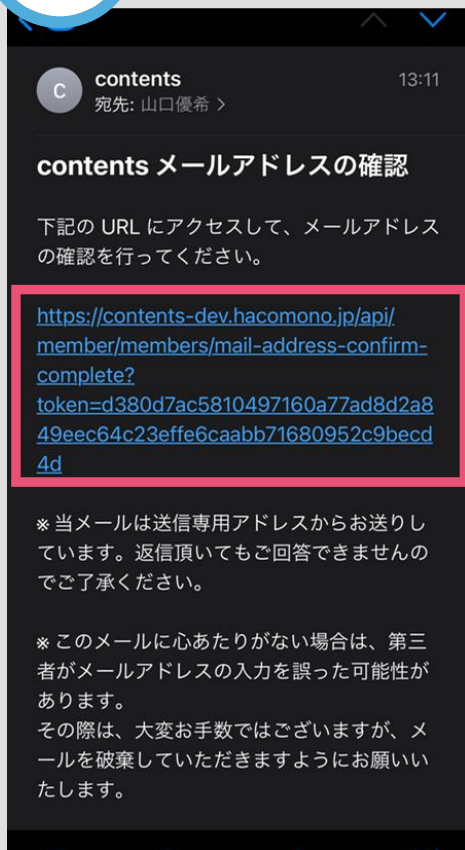 C
contents
13:11
宛先: 山口優希 >
contents メールアドレスの確認
下記の URL にアクセスして、メールアドレス
の確認を行ってください。
https://contents-dev.hacomono.jp/api/
member/members/mail-address-confirm-
complete?
token=d380d7ac5810497160a77ad8d2a8
49eec64c23effe6caabb71680952c9becd
4d
※ 当メールは送信専用アドレスからお送りし
ています。返信頂いてもご回答できませんの
でご了承ください。
※ このメールに心あたりがない場合は、第三
者がメールアドレスの入力を誤った可能性が
あります。
その際は、大変お手数ではございますが、メ
ールを破棄していただきますようにお願いい
たします。